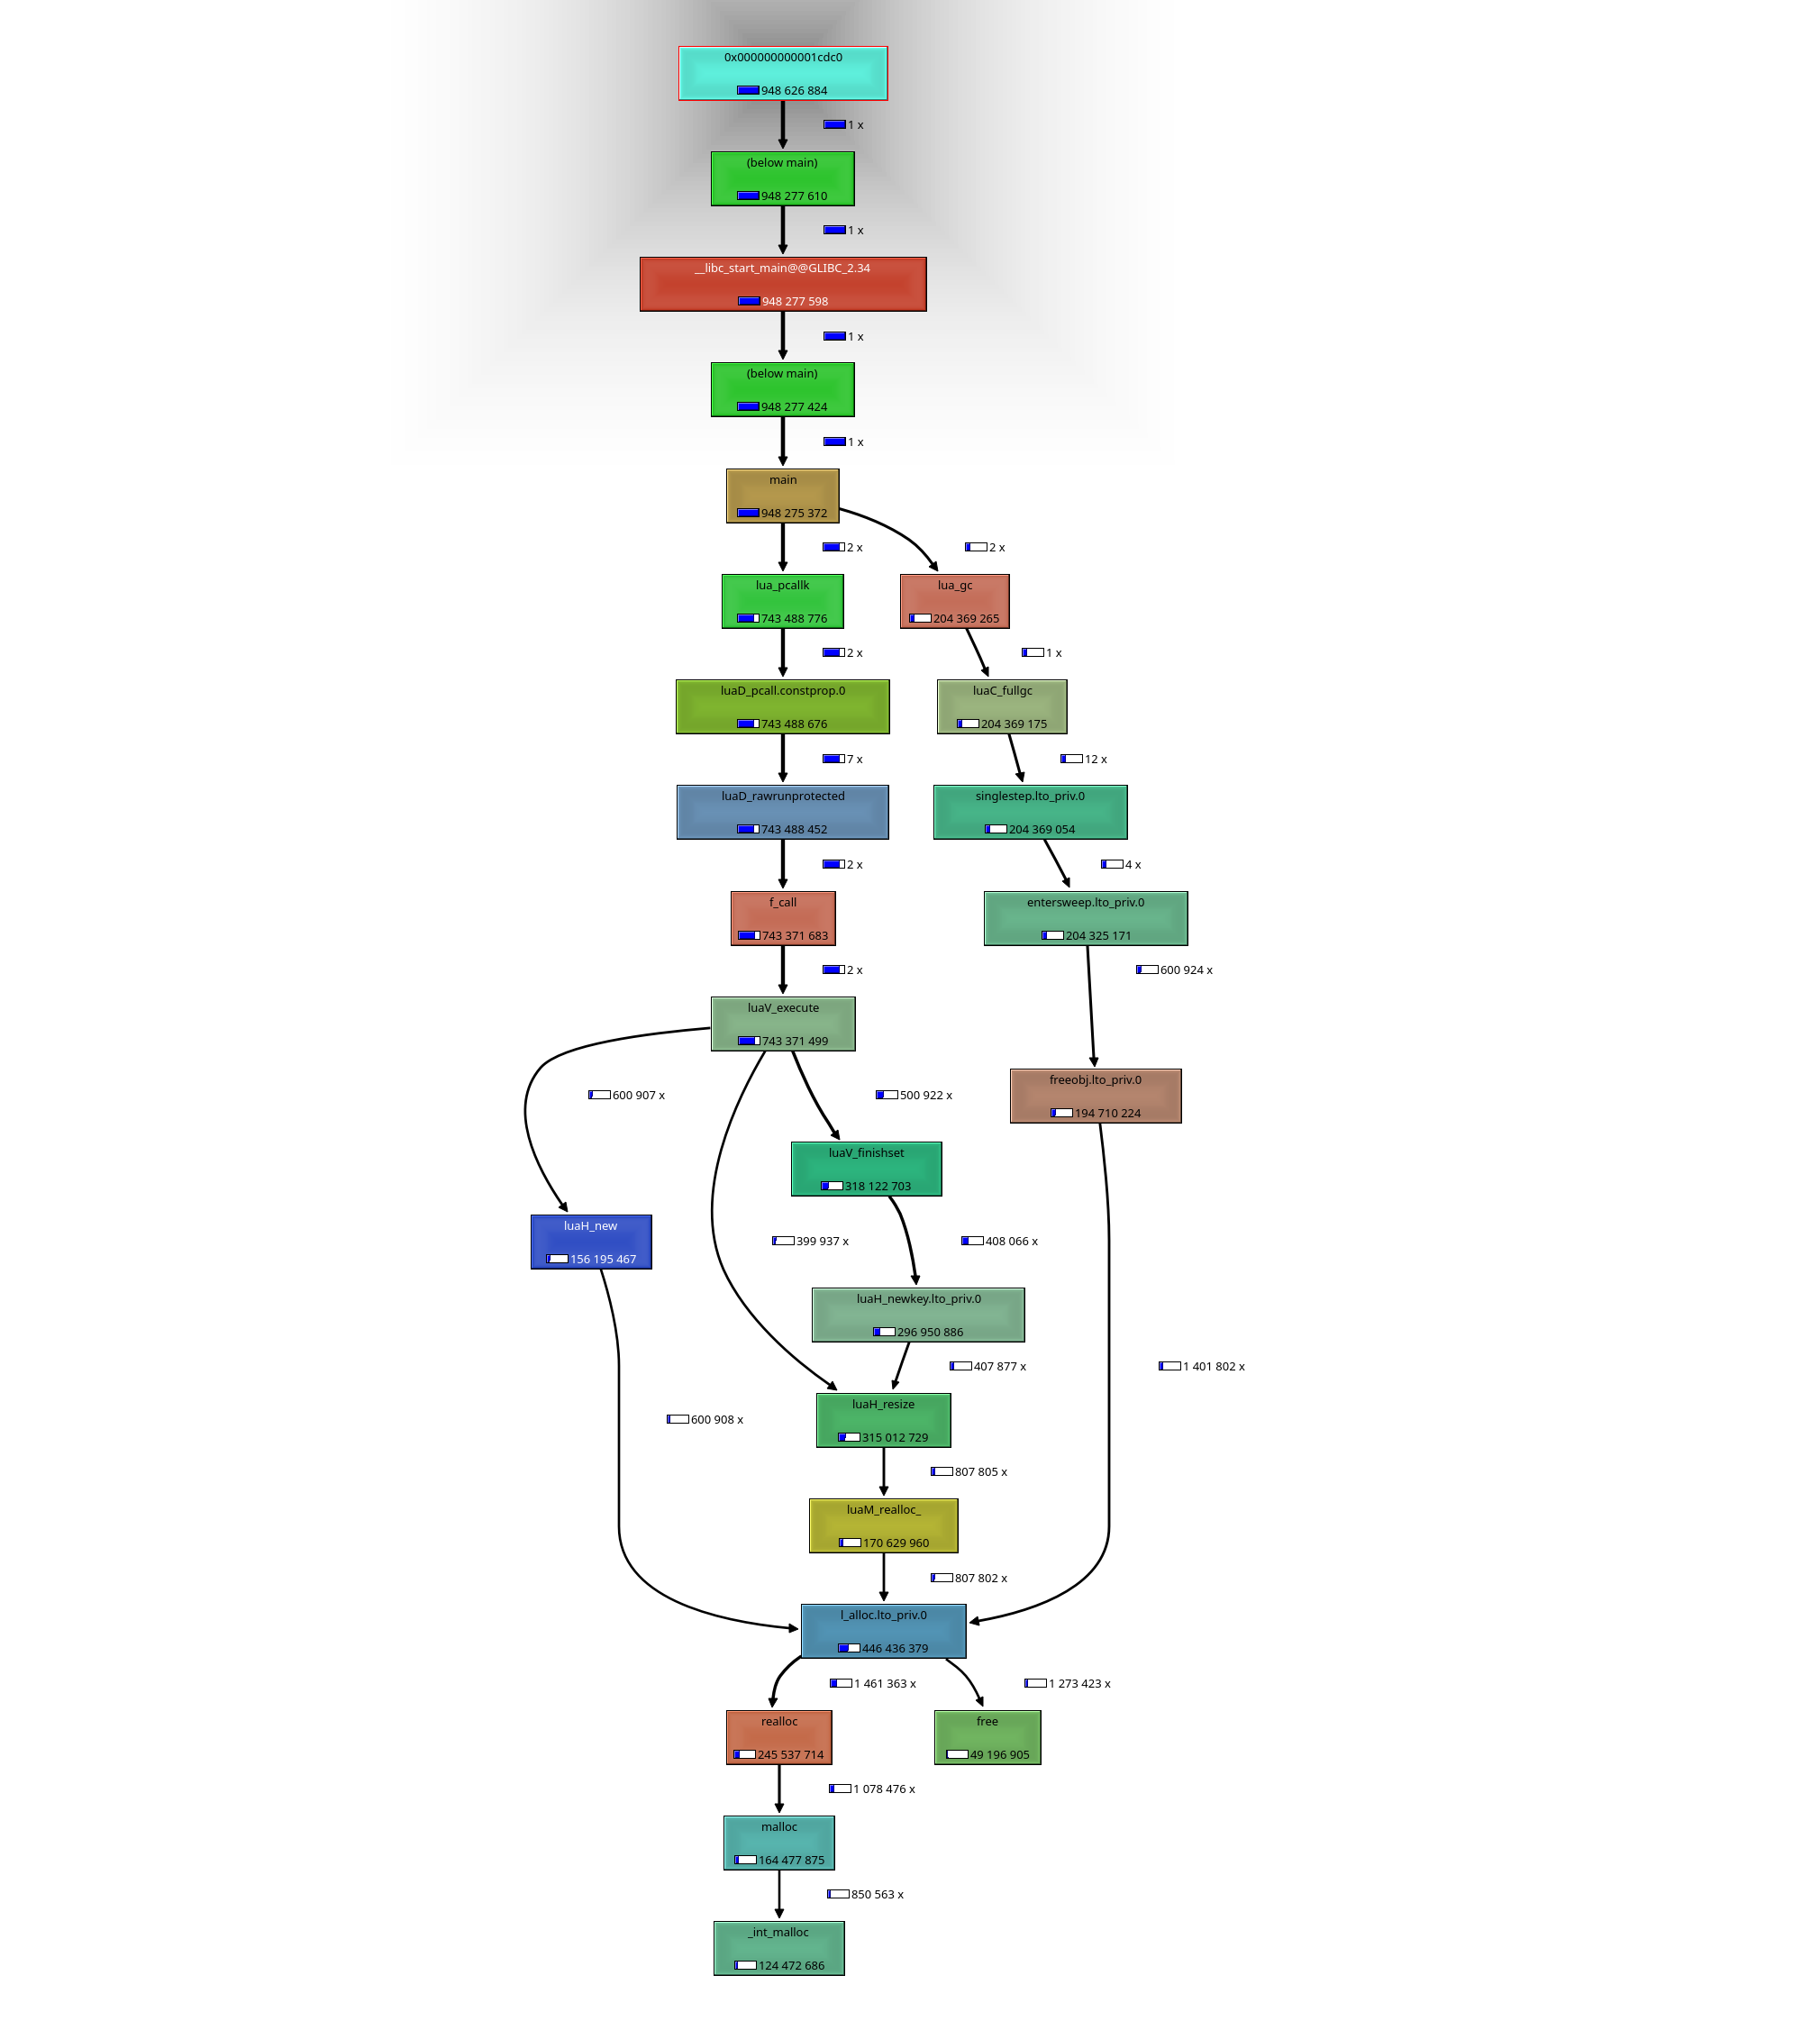 0x000000000001cdc0
948 626 884
1 x
(below main)
948 277 610
1 x
__libc_start_main@@GLIBC_2.34
948 277 598
1 x
(below main)
948 277 424
1 x
main
948 275 372
2 x
2 x
lua_pcallk
743 488 776
lua_gc
204 369 265
2 x
1 x
luaD_pcall.constprop.0
743 488 676
luaC_fullgc
204 369 175
7 x
12 x
luaD_rawrunprotected
743 488 452
singlestep.lto_priv.0
204 369 054
2 x
4 x
f_call
743 371 683
entersweep.lto_priv.0
204 325 171
2 x
600 924 x
luaV_execute
743 371 499
freeobj.lto_priv.0
194 710 224
600 907 x
500 922 x
luaV_finishset
318 122 703
luaH_new
156 195 467
399 937 x
408 066 x
luaH_newkey.lto_priv.0
296 950 886
407 877 x
1 401 802 x
luaH_resize
315 012 729
600 908 x
807 805 x
luaM_realloc_
170 629 960
807 802 x
l_alloc.lto_priv.0
446 436 379
1 461 363 x
1 273 423 x
realloc
245 537 714
free
49 196 905
1 078 476 x
malloc
164 477 875
850 563 x
_int_malloc
124 472 686